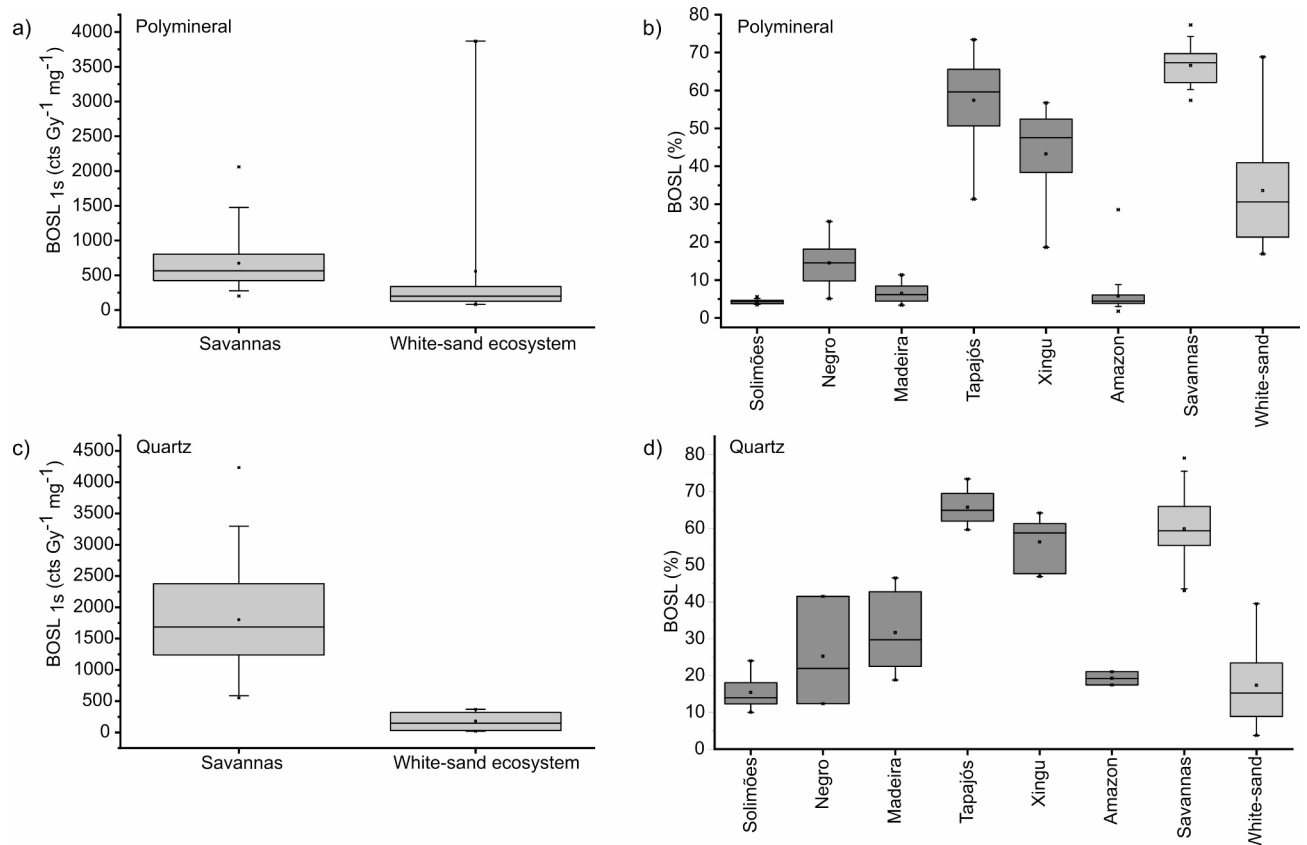 a)
Polymineral
BOSL 1s (cts Gy-1 mg-1)
4000
3500
3000
2500
2000
1500
1000
500
0
Savannas
White-sand ecosystem
b)
Polymineral
BOSL (%)
80
70
60
50
40
30
20
10
0
Solimões
Negro
Madeira
Tapajós
Xingu
Amazon
Savannas
White-sand
c)
Quartz
BOSL 1s (cts Gy-1 mg-1)
4500
4000
3500
3000
2500
2000
1500
1000
500
0
Savannas
White-sand ecosystem
d)
Quartz
BOSL (%)
80
70
60
50
40
30
20
10
0
Solimões
Negro
Madeira
Tapajós
Xingu
Amazon
Savannas
White-sand